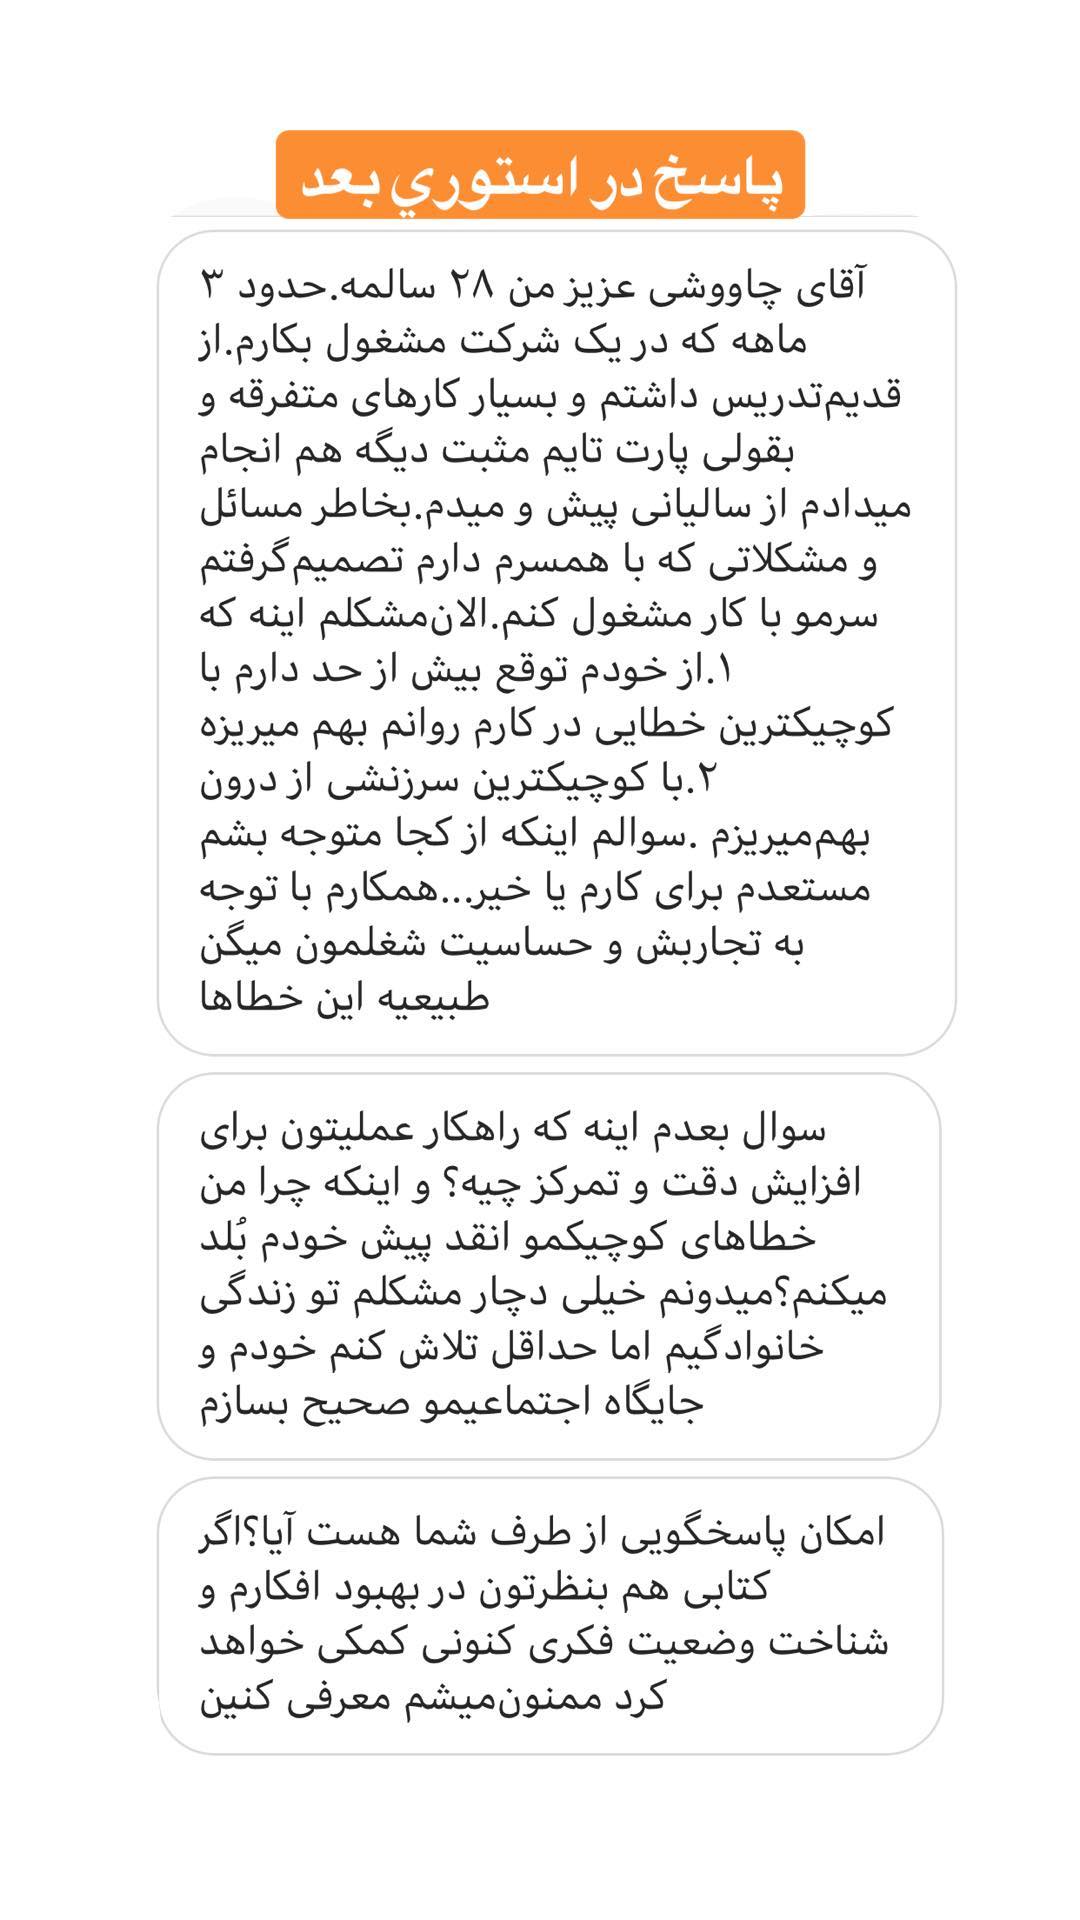 پاسخ در استوري بعد
آقای چاووشی عزیز من ۲۸ سالمه.حدود ۳
ماهه که در یک شرکت مشغول بکارم.از
قدیم‌تدریس داشتم و بسیار کارهای متفرقه و
بقولی پارت تایم مثبت دیگه هم انجام
میدادم از سالیانی پیش و میدم.بخاطر مسائل
و مشکلاتی که با همسرم دارم تصمیم‌گرفتم
سرمو با کار مشغول کنم.الان‌مشکلم اینه که
۱.از خودم توقع بیش از حد دارم با
کوچیکترین خطایی در کارم روانم بهم میریزه
۲.با کوچیکترین سرزنشی از درون
بهم‌میریزم .سوالم اینکه از کجا متوجه بشم
مستعدم برای کارم یا خیر...همکارم با توجه
به تجاربش و حساسیت شغلمون میگن
طبیعیه این خطاها
سوال بعدم اینه که راهکار عملیتون برای
افزایش دقت و تمرکز چیه؟ و اینکه چرا من
خطاهای کوچیکمو انقد پیش خودم بُلد
میکنم؟میدونم خیلی دچار مشکلم تو زندگی
خانوادگیم اما حداقل تلاش کنم خودم و
جایگاه اجتماعیمو صحیح بسازم
امکان پاسخگویی از طرف شما هست آیا؟اگر
کتابی هم بنظرتون در بهبود افکارم و
شناخت وضعیت فکری کنونی کمکی خواهد
کرد ممنون‌میشم معرفی کنین